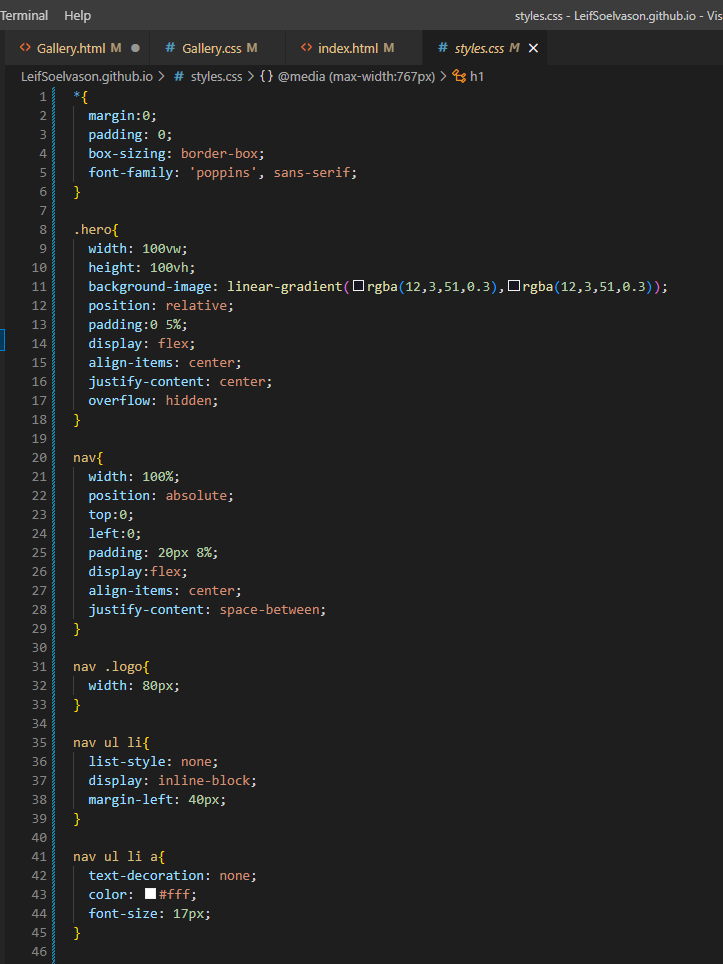 Terminal Help styles.css - LeifSoelvason.github.io - Vis
Gallery.html M # Gallery.css M index.html M # styles.css M
LeifSoelvason.github.io > # styles.css > {} @media (max-width:767px) > h1
1 *{
2 margin:0;
3 padding: 0;
4 box-sizing: border-box;
5 font-family: 'poppins', sans-serif;
6 }
7
8 .hero{
9 width: 100vw;
10 height: 100vh;
11 background-image: linear-gradient(rgba(12,3,51,0.3),rgba(12,3,51,0.3));
12 position: relative;
13 padding:0 5%;
14 display: flex;
15 align-items: center;
16 justify-content: center;
17 overflow: hidden;
18 }
19
20 nav{
21 width: 100%;
22 position: absolute;
23 top:0;
24 left:0;
25 padding: 20px 8%;
26 display:flex;
27 align-items: center;
28 justify-content: space-between;
29 }
30
31 nav .logo{
32 width: 80px;
33 }
34
35 nav ul li{
36 list-style: none;
37 display: inline-block;
38 margin-left: 40px;
39 }
40
41 nav ul li a{
42 text-decoration: none;
43 color: #fff;
44 font-size: 17px;
45 }
46